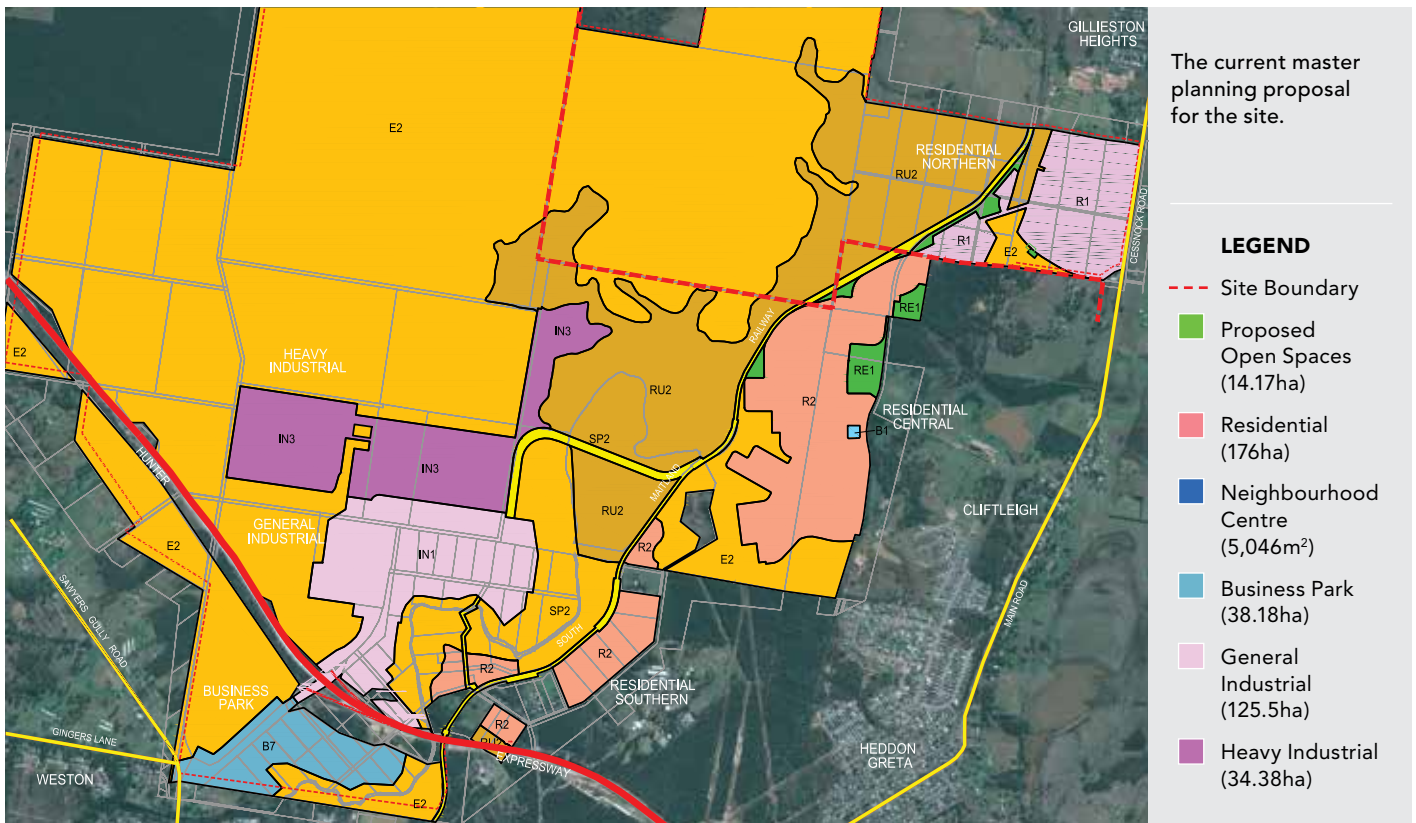 GILLIESTON
HEIGHTS
E2
RESIDENTIAL
NORTHERN
RU2
R1
R1
E2
CESSNOCK ROAD
RE1
E2
HEAVY
INDUSTRIAL
IN3
RAILWAY
RU2
RE1
R2
RESIDENTIAL
CENTRAL
B1
IN3
IN3
SP2
HUNTER
MAITLAND
RU2
CLIFTLEIGH
GENERAL
INDUSTRIAL
IN1
R2
E2
E2
SAWYERS GULLY ROAD
SP2
SOUTH
MAIN ROAD
R2
R2
RESIDENTIAL
SOUTHERN
BUSINESS
PARK
R2
RU2
GINGERS LANE
B7
EXPRESSWAY
HEDDON
GRETA
WESTON
E2
The current master
planning proposal
for the site.
LEGEND
Site Boundary
Proposed
Open Spaces
(14.17ha)
Residential
(176ha)
Neighbourhood
Centre
(5,046m²)
Business Park
(38.18ha)
General
Industrial
(125.5ha)
Heavy Industrial
(34.38ha)